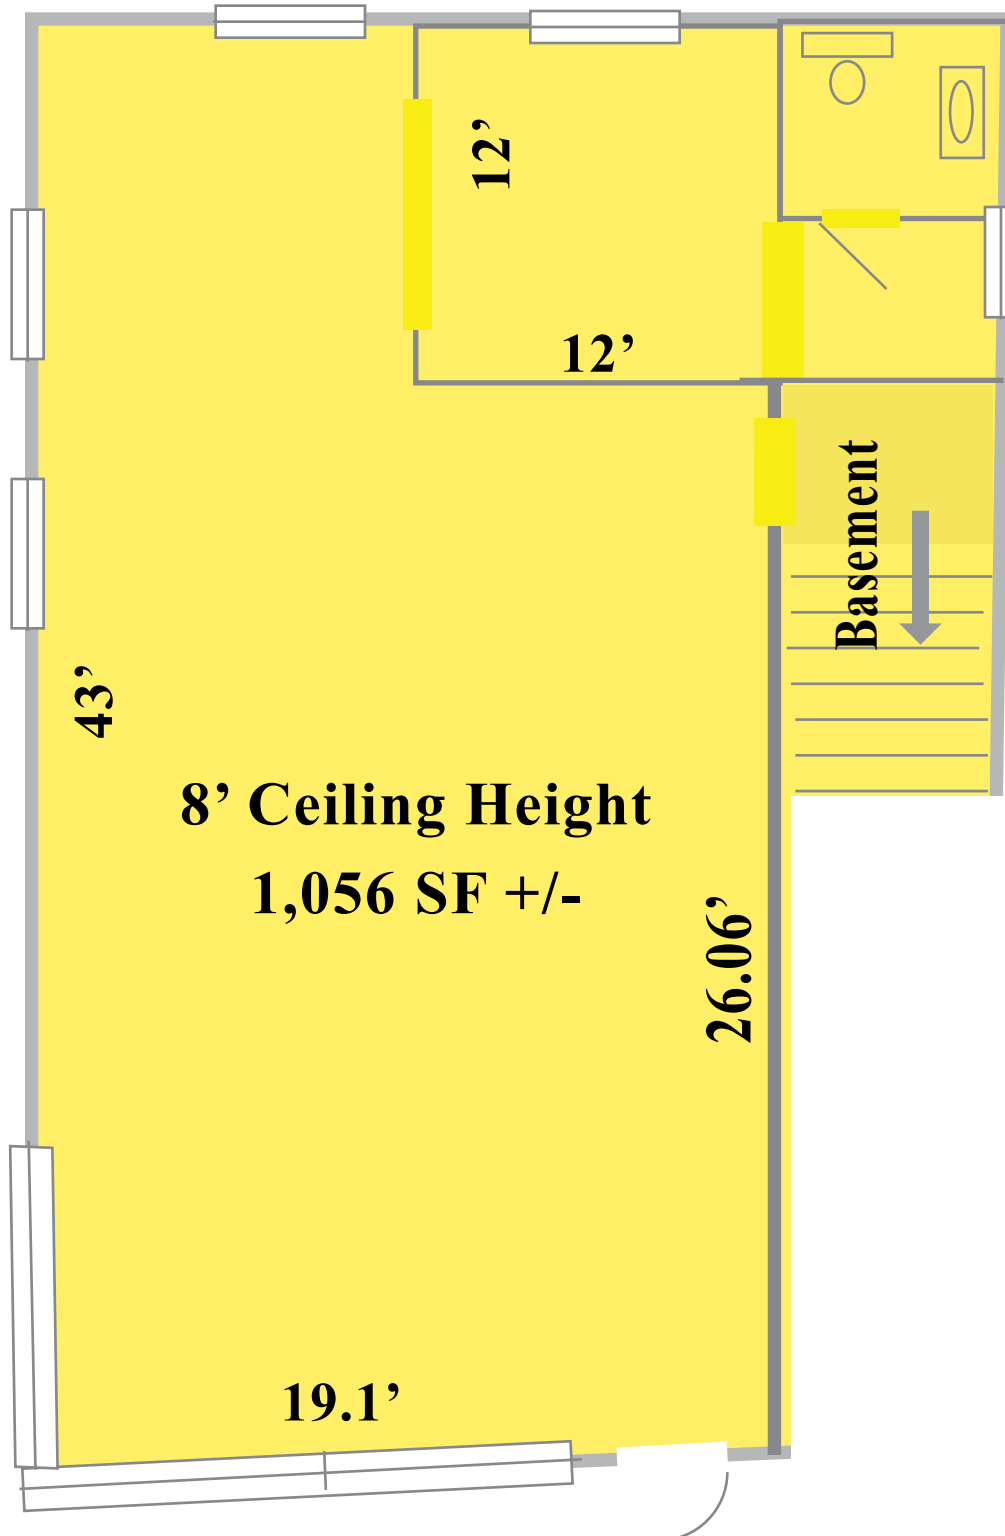 12’
12’
Basement
43’
8’ Ceiling Height
1,056 SF +/-
26.06’
19.1’